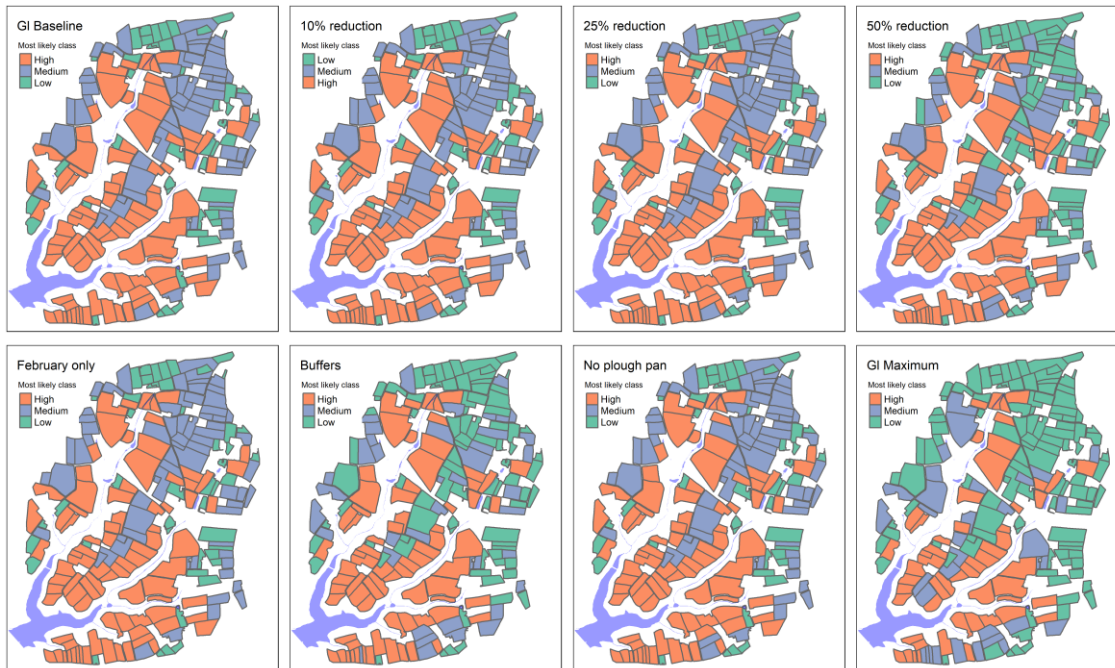 GI Baseline
Most likely class
High
Medium
Low
10% reduction
Most likely class
Low
Medium
High
25% reduction
Most likely class
High
Medium
Low
50% reduction
Most likely class
High
Medium
Low
February only
Most likely class
High
Medium
Low
Buffers
Most likely class
High
Medium
Low
No plough pan
Most likely class
High
Medium
Low
GI Maximum
Most likely class
High
Medium
Low